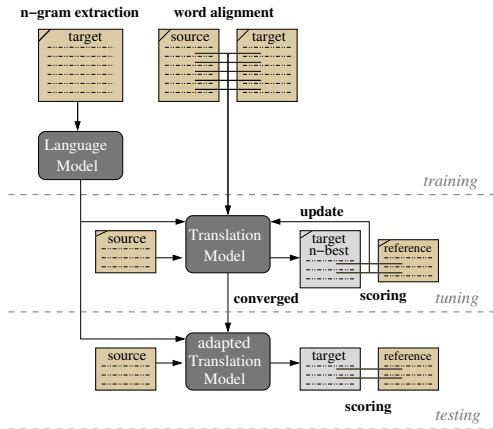 n−gram extraction
word alignment
target
source
target
Language
Model
training
update
source
Translation
Model
target
n−best
reference
converged
scoring
tuning
source
adapted
Translation
Model
target
reference
scoring
testing